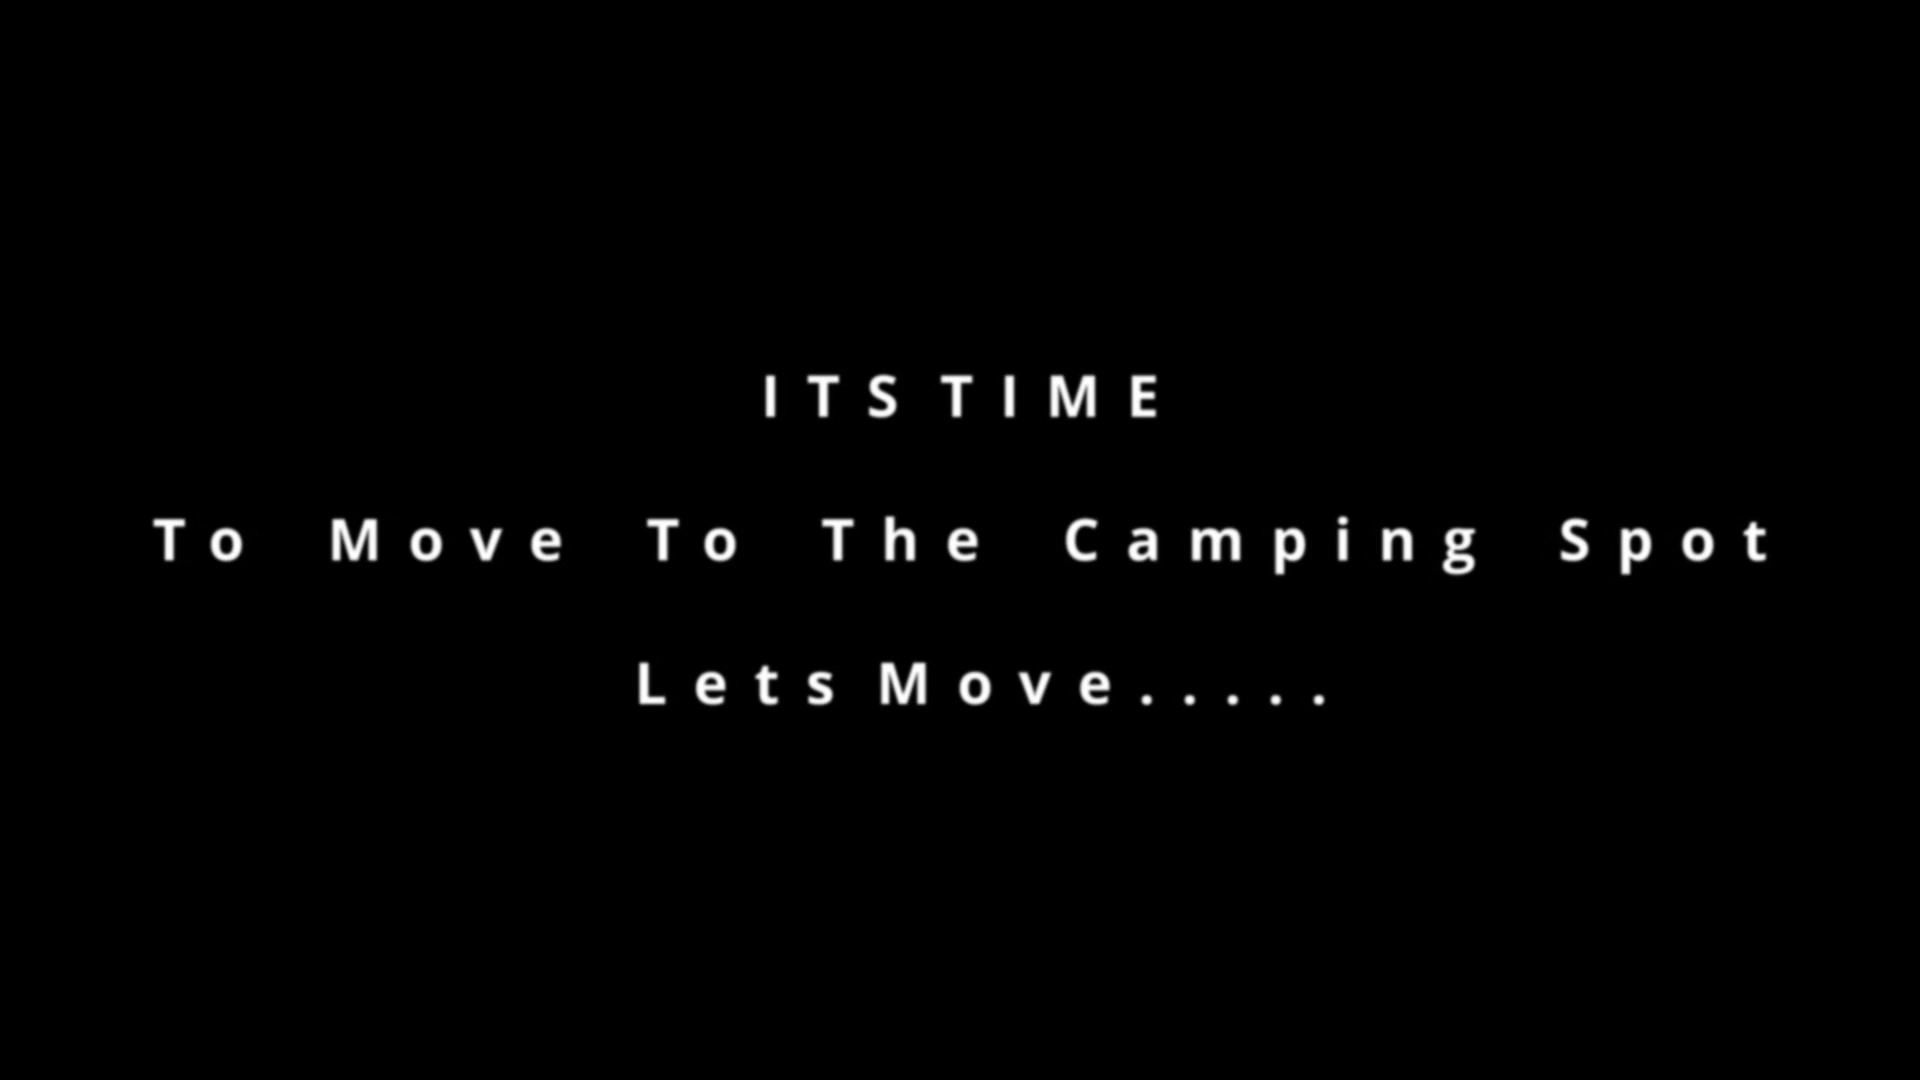 ITS TIME
To Move To The Camping Spot
Lets Move.....